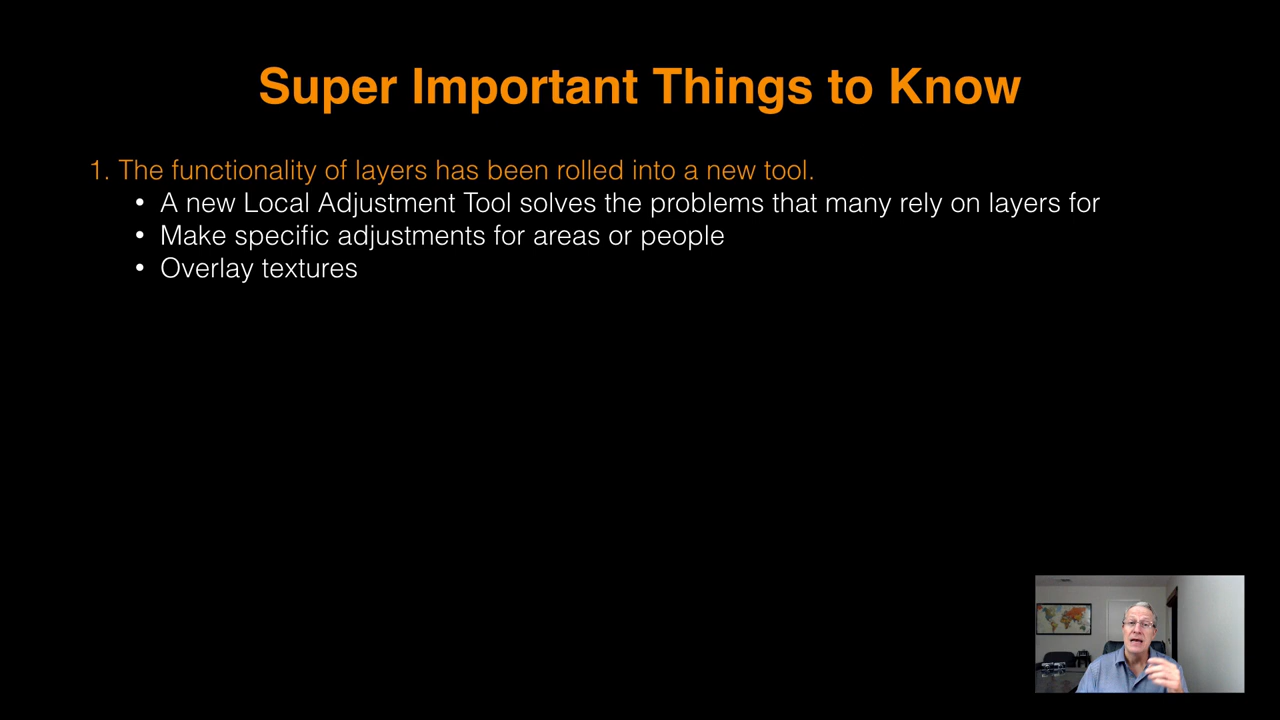 Super Important Things to Know
1. The functionality of layers has been rolled into a new tool.
• A new Local Adjustment Tool solves the problems that many rely on layers for
• Make specific adjustments for areas or people
• Overlay textures